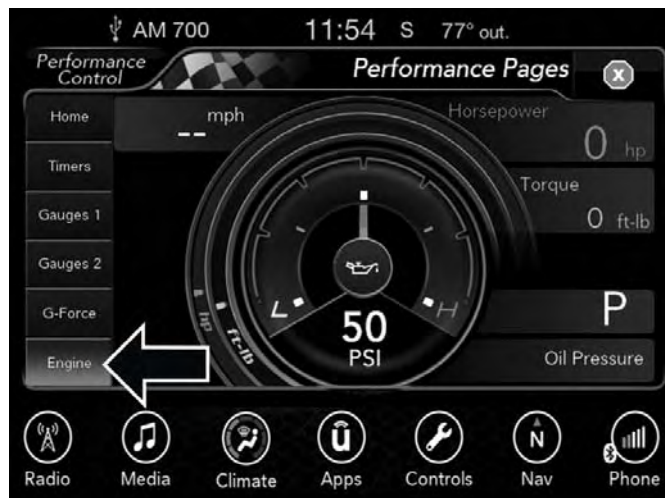 AM 700 11:54 S 77° out.
Performance
Control
Performance Pages
X
Home
Timers
Gauges 1
Gauges 2
G-Force
Engine
-- mph
Horsepower
0 hp
Torque
0 ft-lb
L
H
hp
ft-lb
50
PSI
P
Oil Pressure
û
N
Radio Media Climate Apps Controls Nav Phone